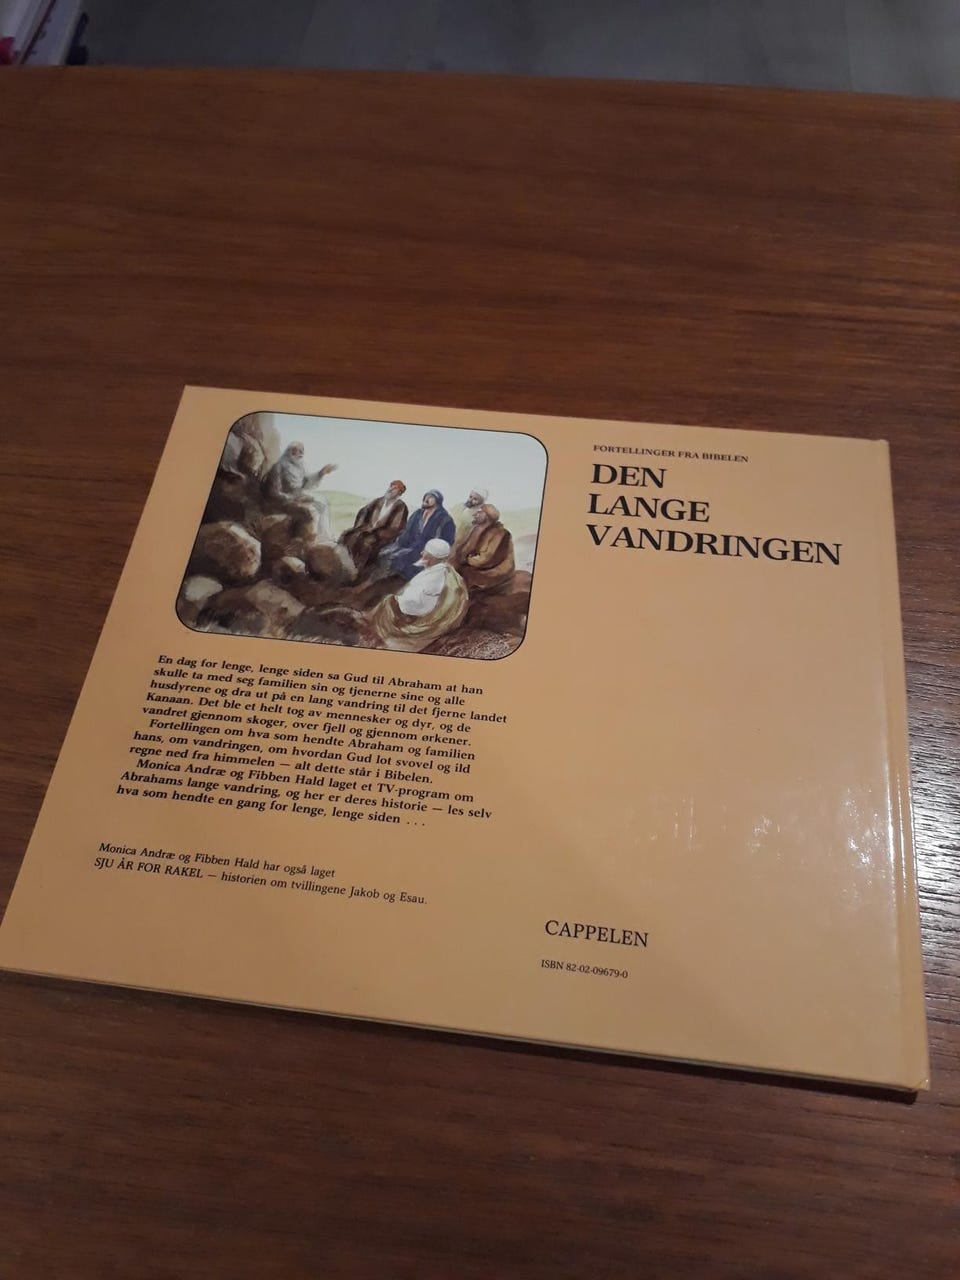 FORTELLINGER FRA BIBELEN
DEN
LANGE
VANDRINGEN
En dag for lenge, lenge siden sa Gud til Abraham at han
skulle ta med seg familien sin og tjenerne sine og alle
husdyrene og dra ut på en lang vandring til det fjerne landet
Kanaan. Det ble et helt tog av mennesker og dyr, og de
vandret gjennom skoger, over fjell og gjennom ørkener.
Fortellingen om hva som hendte Abraham og familien
hans, om vandringen, om hvordan Gud lot svovel og ild
regne ned fra himmelen — alt dette står i Bibelen.
Monica Andræ og Fibben Hald laget et TV-program om
Abrahams lange vandring, og her er deres historie — les selv
hva som hendte en gang for lenge, lenge siden . . .
Monica Andræ og Fibben Hald har også laget
SJU ÅR FOR RAKEL — historien om tvillingene Jakob og Esau.
CAPPELEN
ISBN 82-02-09679-0